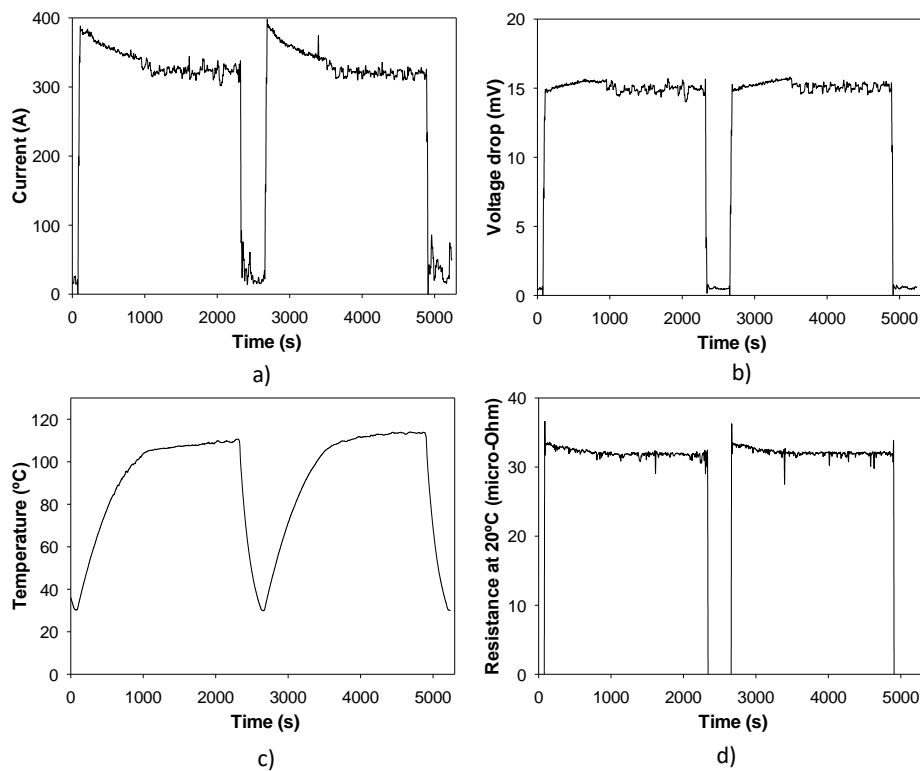 400
300
200
100
0
Current (A)
0 1000 2000 3000 4000 5000
Time (s)
a)
20
15
10
5
0
Voltage drop (mV)
0 1000 2000 3000 4000 5000
Time (s)
b)
120
100
80
60
40
20
0
Temperature (ºC)
0 1000 2000 3000 4000 5000
Time (s)
c)
40
30
20
10
0
Resistance at 20ºC (micro-Ohm)
0 1000 2000 3000 4000 5000
Time (s)
d)